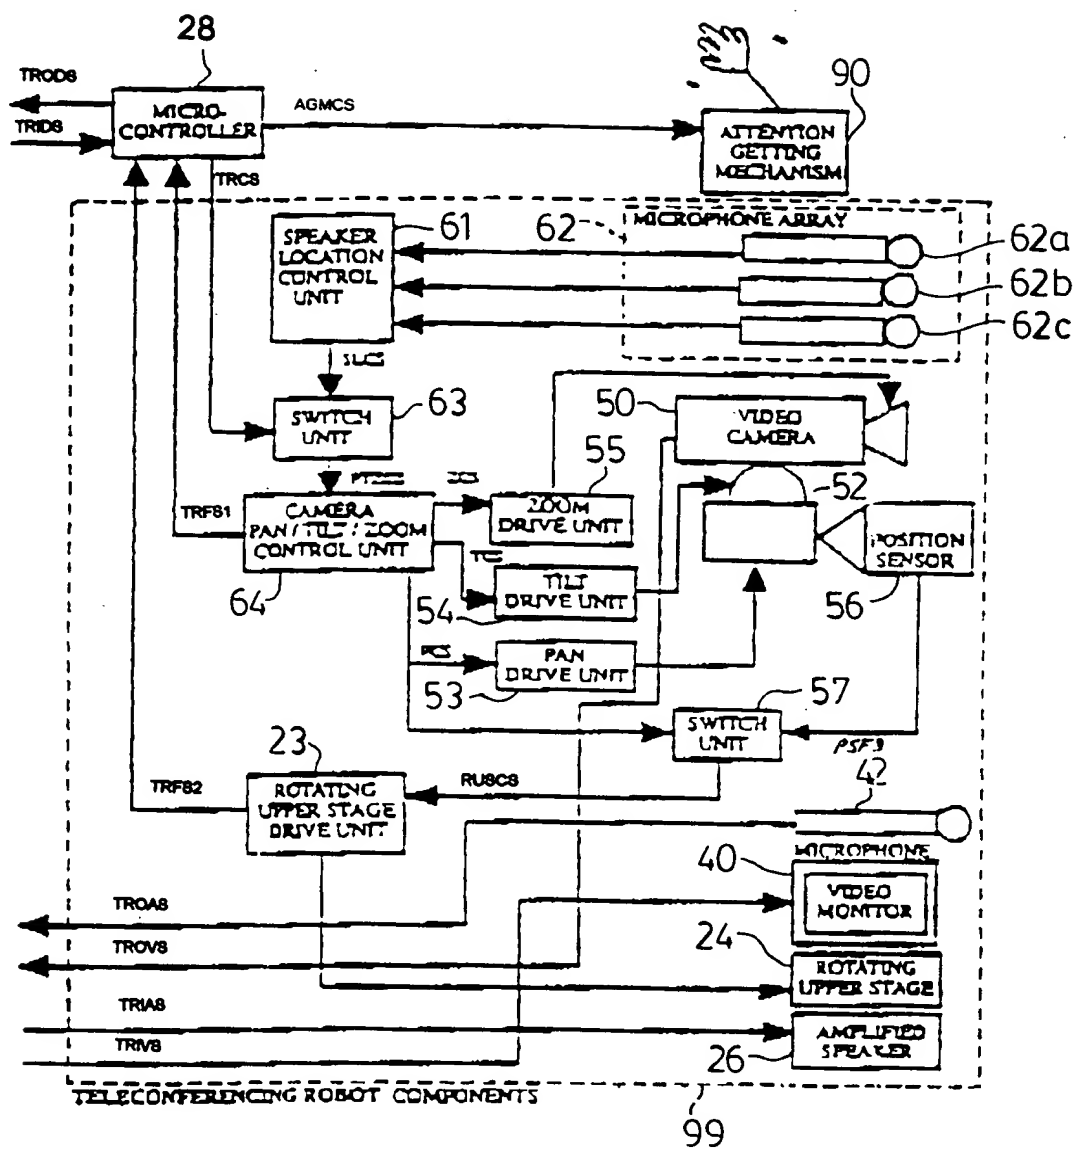 28
TRODS
MICRO-
CONTROLLER
TRIDS
AGMCS
90
ATTENTION
GETTING
MECHANISM
TRCS
61
62
MICROPHONE ARRAY
SPEAKER
LOCATION
CONTROL
UNIT
62a
62b
62c
SLCS
63
SWITCH
UNIT
50
VIDEO
CAMERA
55
52
ZCS
ZOOM
DRIVE UNIT
TRFS1
CAMERA
PAN / TILT / ZOOM
CONTROL UNIT
POSITION
SENSOR
64
54
TILT
DRIVE UNIT
56
PCS
PAN
DRIVE UNIT
53
57
SWITCH
UNIT
23
TRFS2
ROTATING
UPPER STAGE
DRIVE UNIT
RUSCS
42
MICROPHONE
40
VIDEO
MONITOR
TROAS
24
TROVS
ROTATING
UPPER STAGE
TRIAS
AMPLIFIED
SPEAKER
26
TRIVS
TELECONFERENCING ROBOT COMPONENTS
99